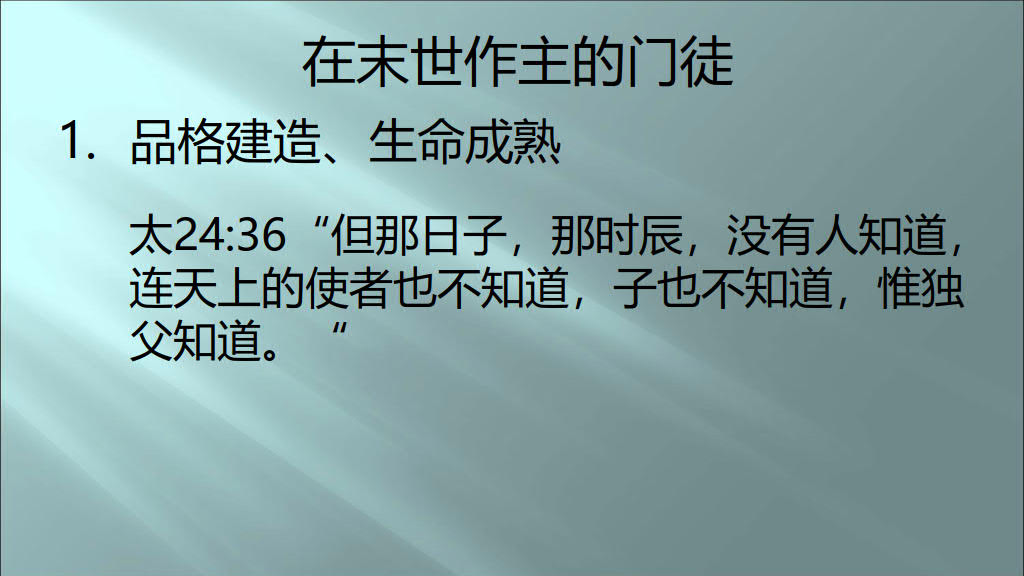 在末世作主的门徒
1. 品格建造、生命成熟
太24:36“但那日子，那时辰，没有人知道，
连天上的使者也不知道，子也不知道，惟独
父知道。 “